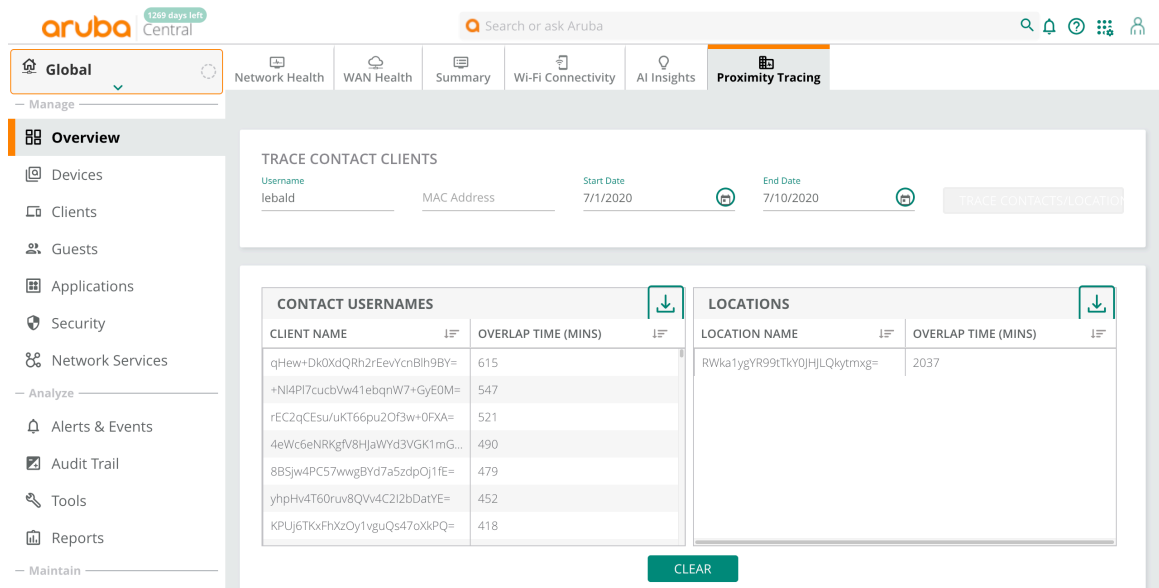 aruba
Central
1269 days left
Search or ask Aruba
Global
Network Health
WAN Health
Summary
Wi-Fi Connectivity
AI Insights
Proximity Tracing
Manage
Overview
Devices
Clients
Guests
Applications
Security
Network Services
Analyze
Alerts & Events
Audit Trail
Tools
Reports
Maintain
TRACE CONTACT CLIENTS
Username
lebald
MAC Address
Start Date
7/1/2020
End Date
7/10/2020
TRACE CONTACTS/LOCATION
CONTACT USERNAMES
CLIENT NAME
OVERLAP TIME (MINS)
qHew+Dk0XdQRh2rEevYcnBlh9BY= 615
+Nl4Pl7cucbVw41ebqnW7+GyE0M= 547
rEC2qCEsu/uKT66pu2Of3w+0FXA= 521
4eWc6eNRKgfV8HJaWYd3VGK1mG... 490
8BSjw4PC57wwgBYd7a5zdpOj1fE= 479
yhpHv4T60ruv8QVv4C2I2bDatYE= 452
KPUj6TKxFhXzOy1vguQs47oXkPQ= 418
LOCATIONS
LOCATION NAME
OVERLAP TIME (MINS)
RWka1ygYR99tTkY0JHJLQkytmxg= 2037
CLEAR